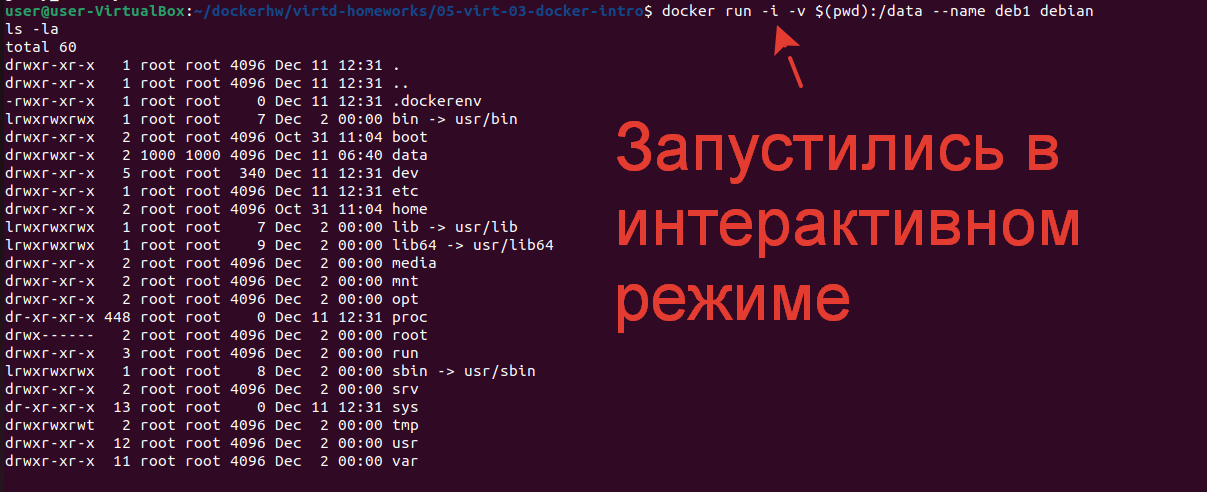 user@user-VirtualBox:~/dockerhw/virtd-homeworks/05-virt-03-docker-intro$ docker run -i -v $(pwd):/data --name deb1 debian
ls -la
total 60
drwxr-xr-x   1 root root 4096 Dec 11 12:31 .
drwxr-xr-x   1 root root 4096 Dec 11 12:31 ..
-rwxr-xr-x   1 root root    0 Dec 11 12:31 .dockerenv
lrwxrwxrwx   1 root root    7 Dec  2 00:00 bin -> usr/bin
drwxr-xr-x   2 root root 4096 Oct 31 11:04 boot
drwxrwxr-x   2 1000 1000 4096 Dec 11 06:40 data
drwxr-xr-x   5 root root  340 Dec 11 12:31 dev
drwxr-xr-x   1 root root 4096 Dec 11 12:31 etc
drwxr-xr-x   2 root root 4096 Oct 31 11:04 home
lrwxrwxrwx   1 root root    7 Dec  2 00:00 lib -> usr/lib
lrwxrwxrwx   1 root root    9 Dec  2 00:00 lib64 -> usr/lib64
drwxr-xr-x   2 root root 4096 Dec  2 00:00 media
drwxr-xr-x   2 root root 4096 Dec  2 00:00 mnt
drwxr-xr-x   2 root root 4096 Dec  2 00:00 opt
dr-xr-xr-x 448 root root    0 Dec 11 12:31 proc
drwx------   2 root root 4096 Dec  2 00:00 root
drwxr-xr-x   3 root root 4096 Dec  2 00:00 run
lrwxrwxrwx   1 root root    8 Dec  2 00:00 sbin -> usr/sbin
drwxr-xr-x   2 root root 4096 Dec  2 00:00 srv
dr-xr-xr-x  13 root root    0 Dec 11 12:31 sys
drwxrwxrwt   2 root root 4096 Dec  2 00:00 tmp
drwxr-xr-x  12 root root 4096 Dec  2 00:00 usr
drwxr-xr-x  11 root root 4096 Dec  2 00:00 var
Запустились в
интерактивном
режиме